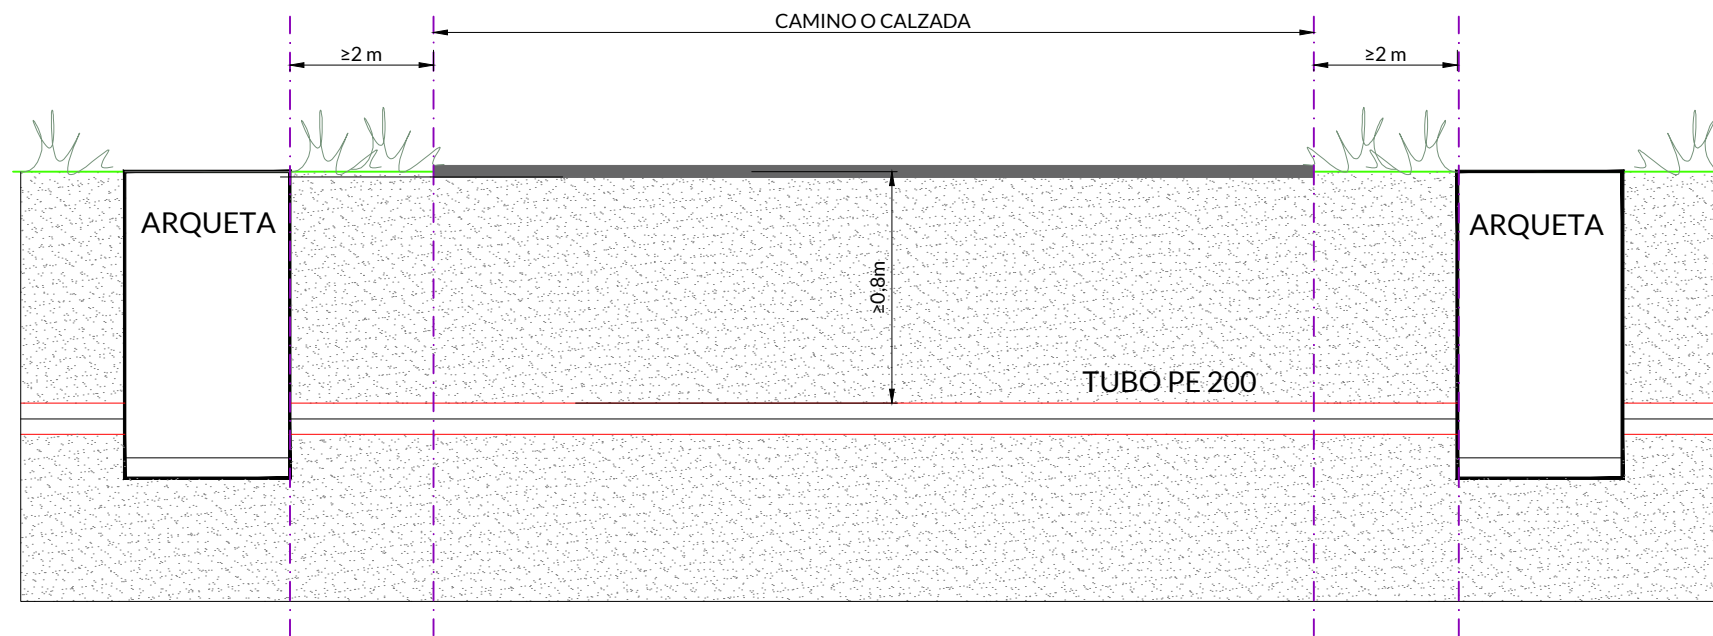 CAMINO O CALZADA
≥2 m
≥2 m
ARQUETA
ARQUETA
≥0,8m
TUBO PE 200